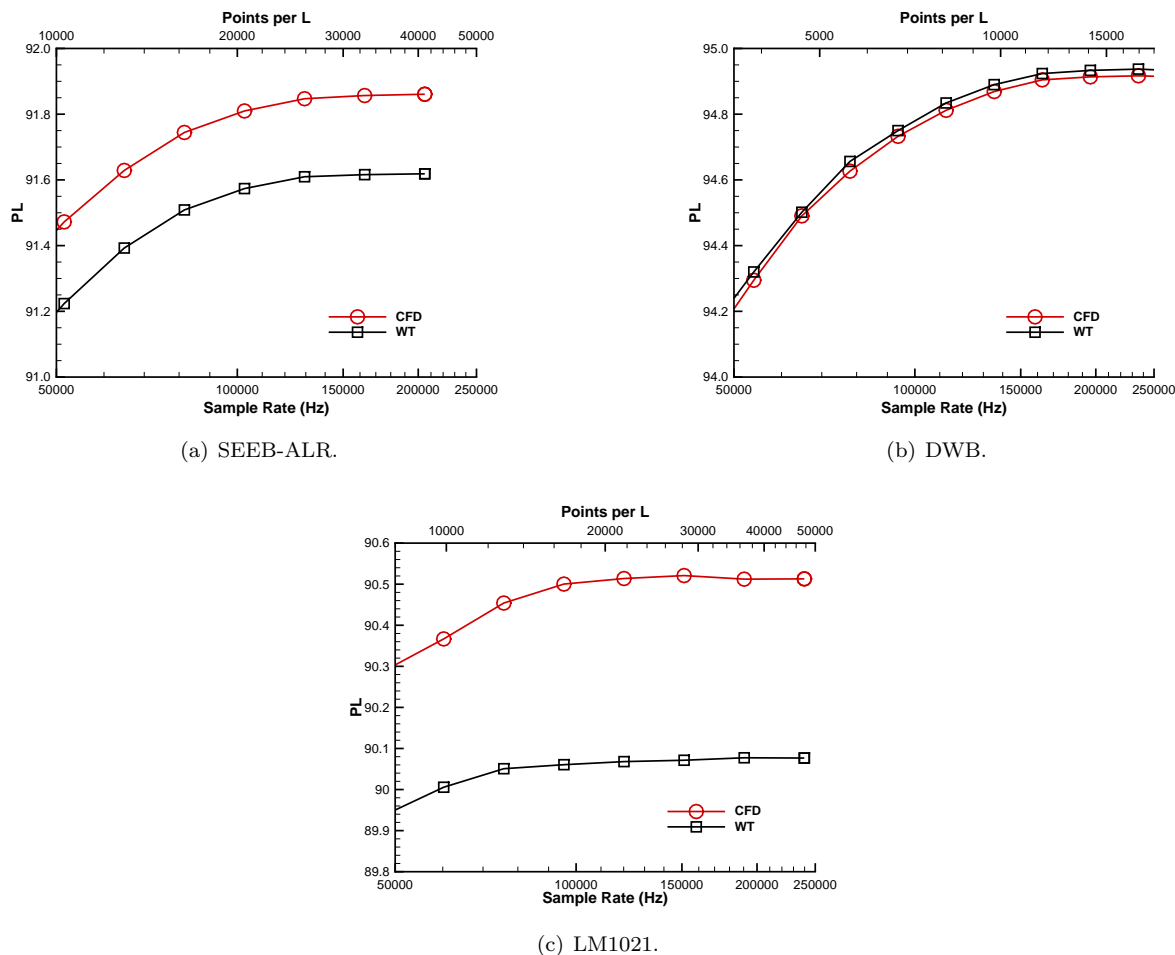 Points per L
10000 20000 30000 40000 50000
92.0
91.8
91.6
PL
91.4
91.2
91.0
CFD
WT
50000 100000 150000 200000 250000
Sample Rate (Hz)
(a) SEEB-ALR.
Points per L
5000 10000 15000
95.0
94.8
94.6
PL
94.4
94.2
94.0
CFD
WT
50000 100000 150000 200000 250000
Sample Rate (Hz)
(b) DWB.
Points per L
10000 20000 30000 40000 50000
90.6
90.5
90.4
90.3
90.2
PL
90.1
90
89.9
89.8
CFD
WT
50000 100000 150000 200000 250000
Sample Rate (Hz)
(c) LM1021.